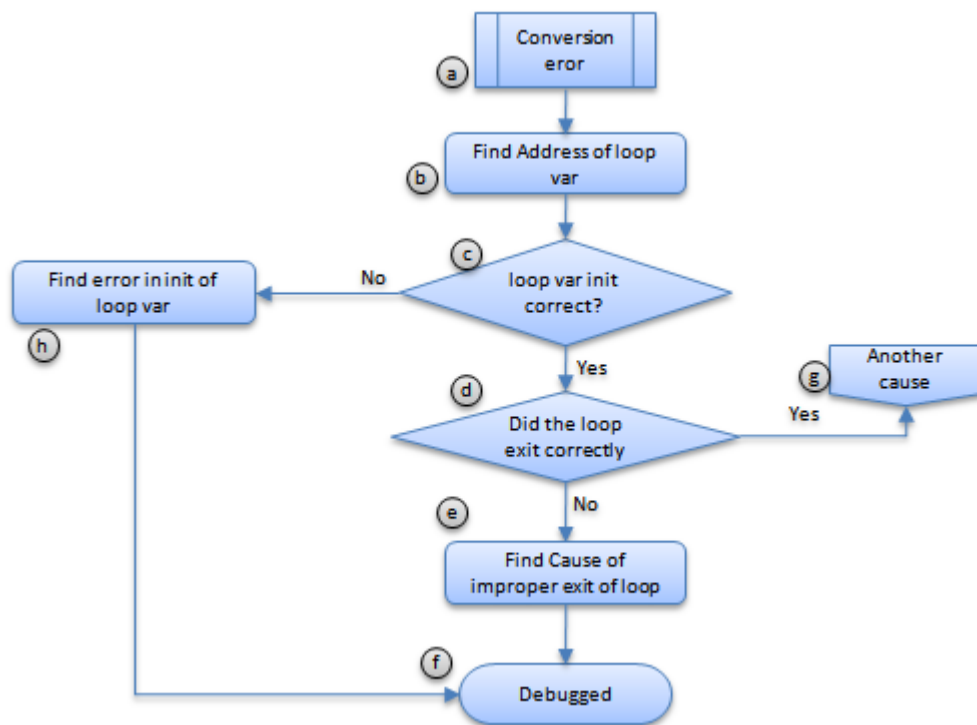 Conversion
eror
a
Find Address of loop
var
b
c
loop var init
correct?
No
Find error in init of
loop var
h
Yes
d
Did the loop
exit correctly
Yes
g
Another
cause
No
e
Find Cause of
improper exit of loop
f
Debugged